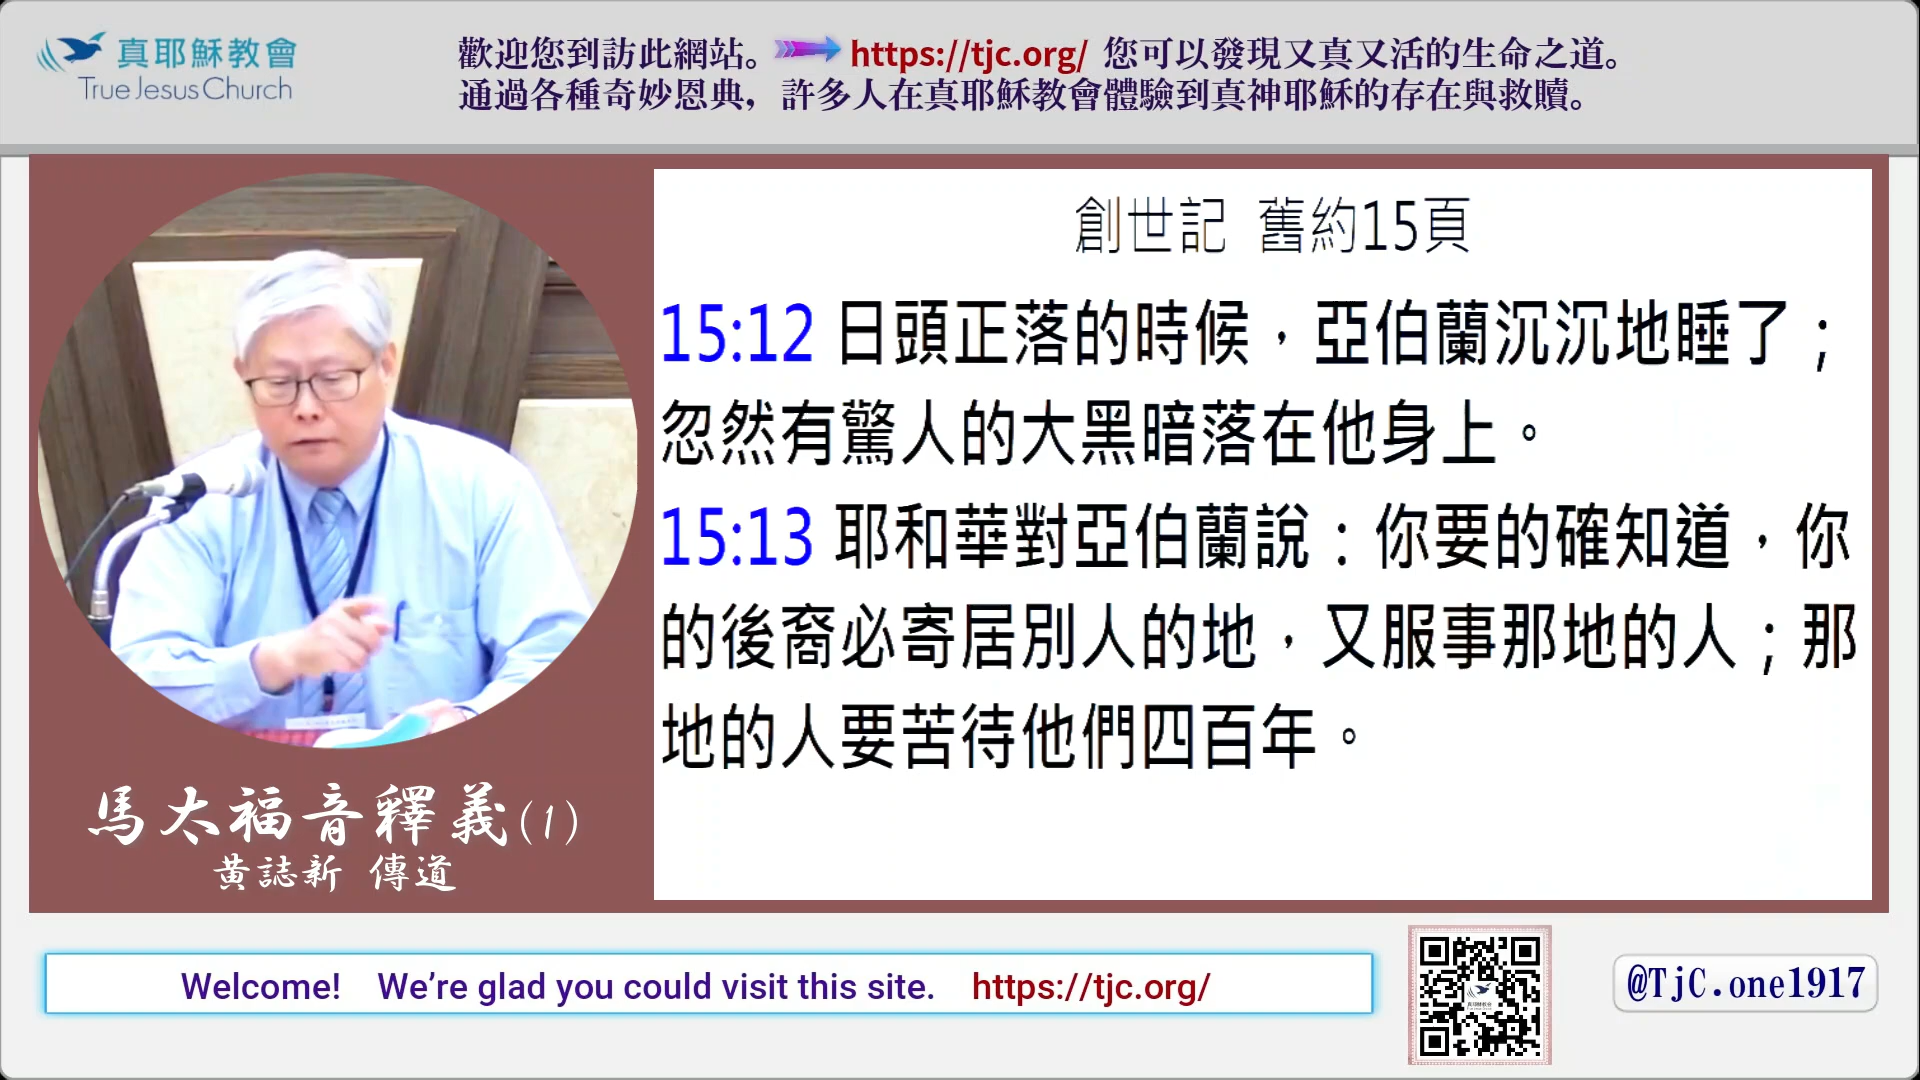 真耶穌教會
True Jesus Church
歡迎您到訪此網站。 https://tjc.org/ 您可以發現又真又活的生命之道。
通過各種奇妙恩典，許多人在真耶穌教會體驗到真神耶穌的存在與救贖。
創世記 舊約15頁
15:12 日頭正落的時候，亞伯蘭沉沉地睡了；
忽然有驚人的大黑暗落在他身上。
15:13 耶和華對亞伯蘭說：你要的確知道，你
的後裔必寄居別人的地，又服事那地的人；那
地的人要苦待他們四百年。
馬太福音釋義(1)
黄誌新 傳道
Welcome! We’re glad you could visit this site. https://tjc.org/
@TjC.one1917